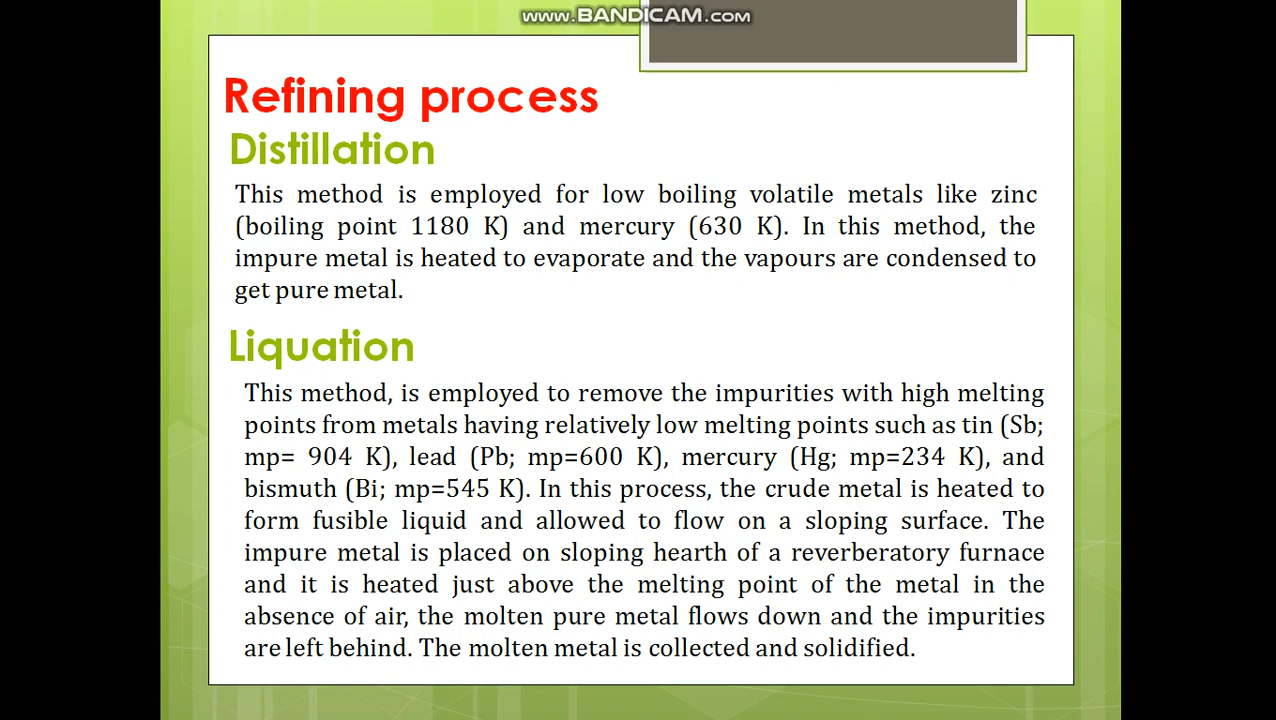 www.BANDICAM.com
Refining process
Distillation
This method is employed for low boiling volatile metals like zinc
(boiling point 1180 K) and mercury (630 K). In this method, the
impure metal is heated to evaporate and the vapours are condensed to
get pure metal.
Liquation
This method, is employed to remove the impurities with high melting
points from metals having relatively low melting points such as tin (Sb;
mp= 904 K), lead (Pb; mp=600 K), mercury (Hg; mp=234 K), and
bismuth (Bi; mp=545 K). In this process, the crude metal is heated to
form fusible liquid and allowed to flow on a sloping surface. The
impure metal is placed on sloping hearth of a reverberatory furnace
and it is heated just above the melting point of the metal in the
absence of air, the molten pure metal flows down and the impurities
are left behind. The molten metal is collected and solidified.